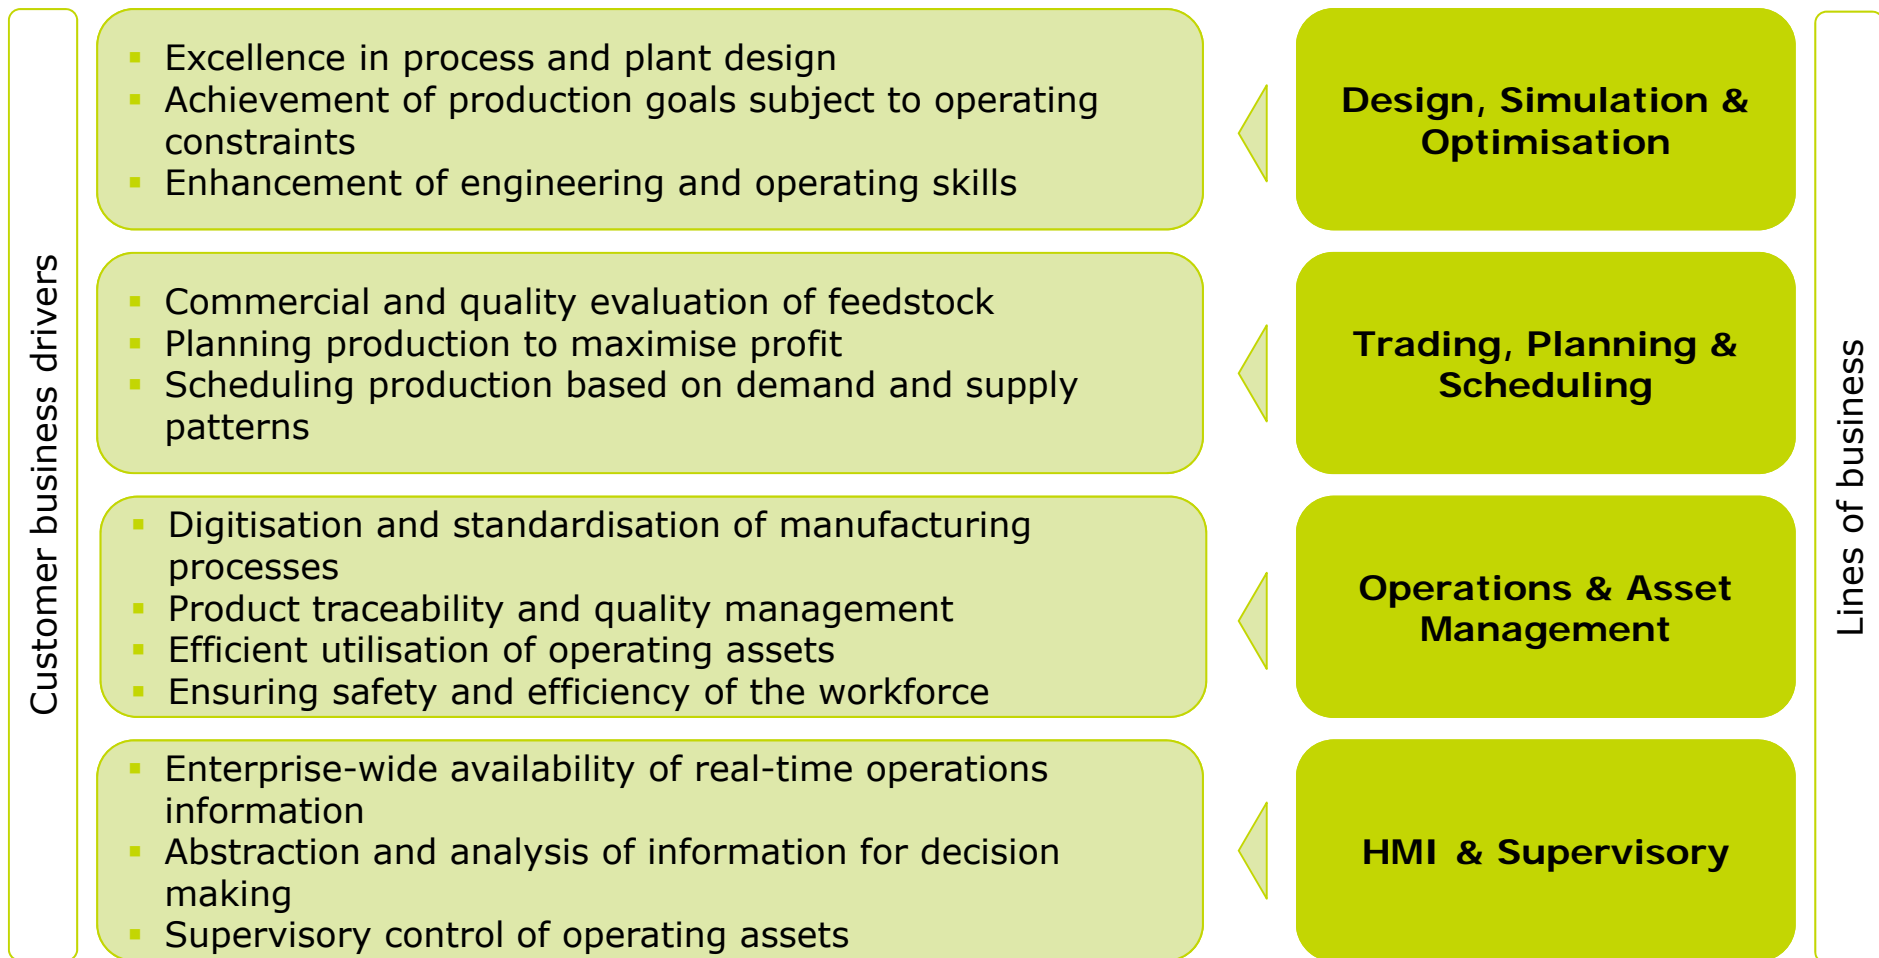 Customer business drivers
▪ Excellence in process and plant design
▪ Achievement of production goals subject to operating
constraints
▪ Enhancement of engineering and operating skills
Design, Simulation &
Optimisation
▪ Commercial and quality evaluation of feedstock
▪ Planning production to maximise profit
▪ Scheduling production based on demand and supply
patterns
Trading, Planning &
Scheduling
▪ Digitisation and standardisation of manufacturing
processes
▪ Product traceability and quality management
▪ Efficient utilisation of operating assets
▪ Ensuring safety and efficiency of the workforce
Operations & Asset
Management
▪ Enterprise-wide availability of real-time operations
information
▪ Abstraction and analysis of information for decision
making
▪ Supervisory control of operating assets
HMI & Supervisory
Lines of business